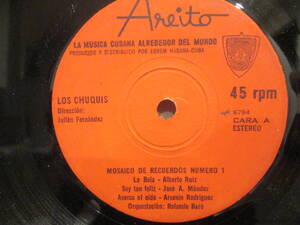 Areito
LA MUSICA CUBANA ALREDEDOR DEL MUNDO
PRODUCIDO Y DISTRIBUIDO POR EGREM HABANA-CUBA
LOS CHUQUIS
Dirección:
Julián Fernández
45 rpm
6794
CARA A
ESTEREO
MOSAICO DE RECUERDOS NUMERO 1
La Bola - Alberto Ruiz
Soy tan feliz - José A. Méndez
Acerca el oído - Arsenio Rodríguez
Orquestación: Rolando Baró